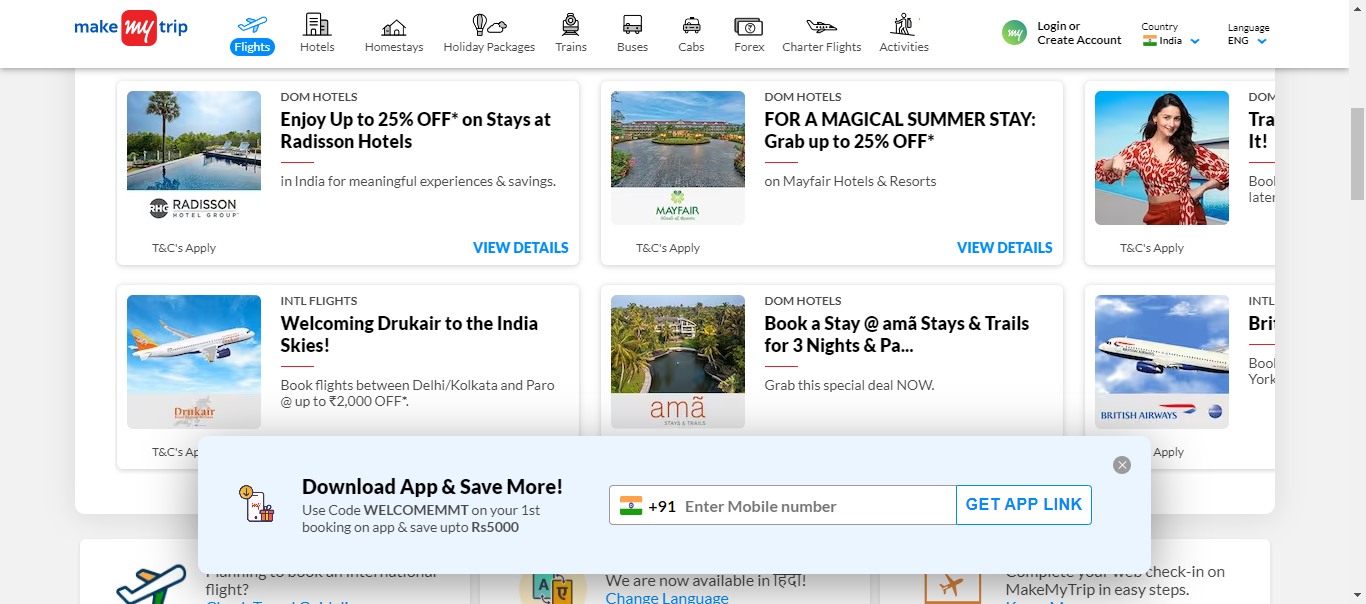 make my trip
Flights
Hotels
Homestays
Holiday Packages
Trains
Buses
Cabs
Forex
Charter Flights
Activities
my
Login or
Create Account
Country
India
Language
ENG
DOM HOTELS
Enjoy Up to 25% OFF* on Stays at
Radisson Hotels
in India for meaningful experiences & savings.
RHG RADISSON
HOTEL GROUP
T&C's Apply
VIEW DETAILS
DOM HOTELS
FOR A MAGICAL SUMMER STAY:
Grab up to 25% OFF*
on Mayfair Hotels & Resorts
MAYFAIR
Hotels & Resorts
T&C's Apply
VIEW DETAILS
DOM
Tra
It!
Book
later
T&C's Apply
INTL FLIGHTS
Welcoming Drukair to the India
Skies!
Book flights between Delhi/Kolkata and Paro
@ up to ₹2,000 OFF*.
Drukair
T&C's Ap
DOM HOTELS
Book a Stay @ amã Stays & Trails
for 3 Nights & Pa...
Grab this special deal NOW.
amã
STAYS & TRAILS
INTL
Brit
Book
York
BRITISH AIRWAYS
Apply
Download App & Save More!
Use Code WELCOMEMMT on your 1st
booking on app & save upto Rs5000
+91 Enter Mobile number
GET APP LINK
Planning to book an international
flight?
We are now available in हिंदी!
Change Language
Complete your web check-in on
MakeMyTrip in easy steps.